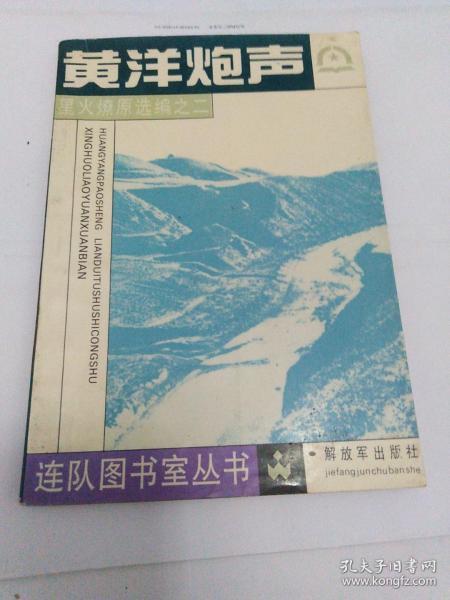 黄洋炮声
星火燎原选编之二
HUANGYANGPAOSHENG LIANDUITUSHUSHICONGSHU
XINGHUOLIAOYUANXUANBIAN
连队图书室丛书
·解放军出版社
jiefangjunchubanshe
孔夫子旧书网
www.kongfz.com